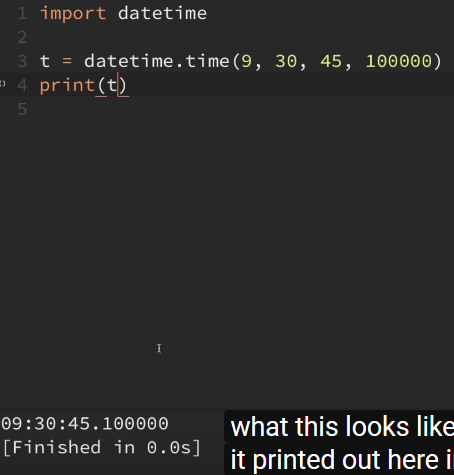 1 import datetime
2
3 t = datetime.time(9, 30, 45, 100000)
4 print(t)
5
09:30:45.100000
[Finished in 0.0s]
what this looks like
it printed out here